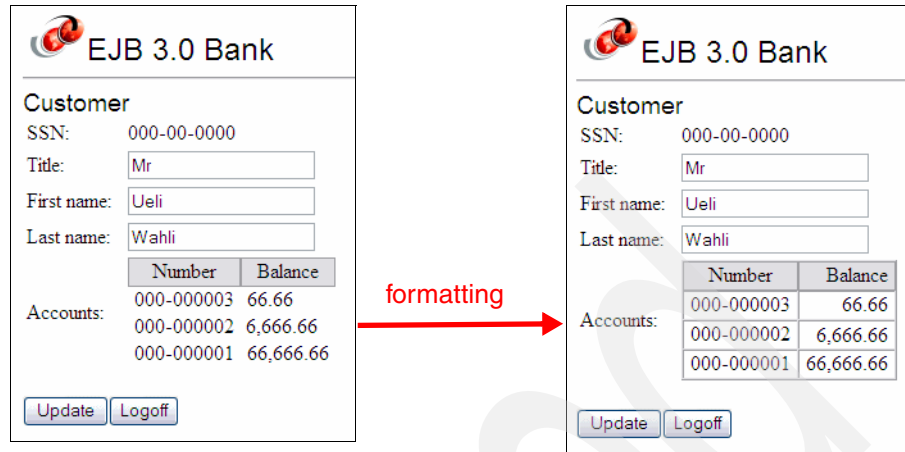 EJB 3.0 Bank
Customer
SSN: 000-00-0000
Title: Mr
First name: Ueli
Last name: Wahli
Accounts:
Number Balance
000-000003 66.66
000-000002 6,666.66
000-000001 66,666.66
Update Logoff
formatting
EJB 3.0 Bank
Customer
SSN: 000-00-0000
Title: Mr
First name: Ueli
Last name: Wahli
Accounts:
Number Balance
000-000003 66.66
000-000002 6,666.66
000-000001 66,666.66
Update Logoff